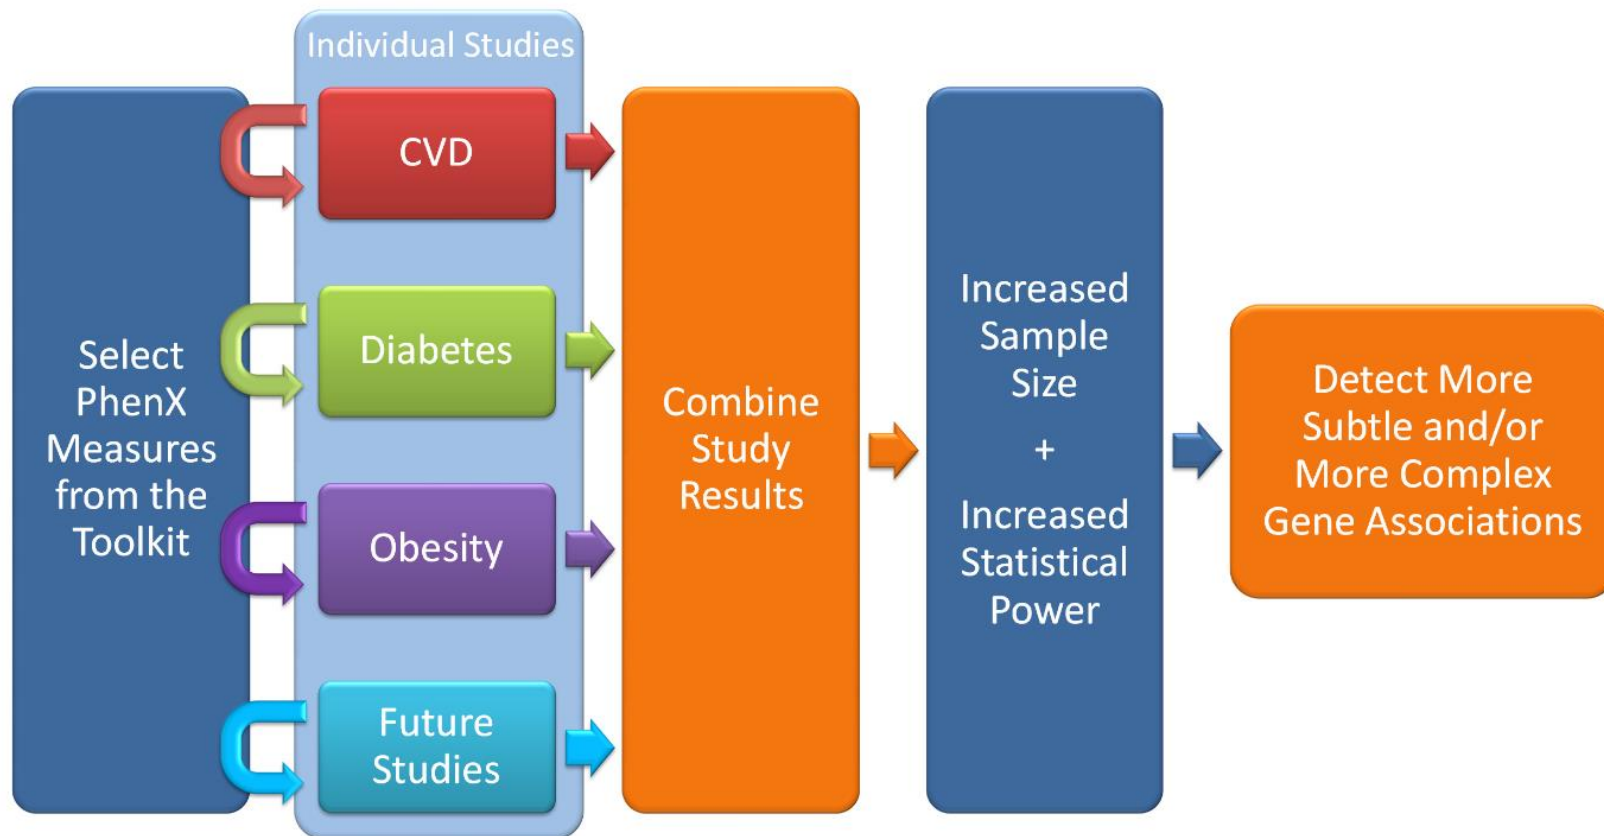 Individual Studies
Select
PhenX
Measures
from the
Toolkit
CVD
Diabetes
Obesity
Future
Studies
Combine
Study
Results
Increased
Sample
Size
+
Increased
Statistical
Power
Detect More
Subtle and/or
More Complex
Gene Associations